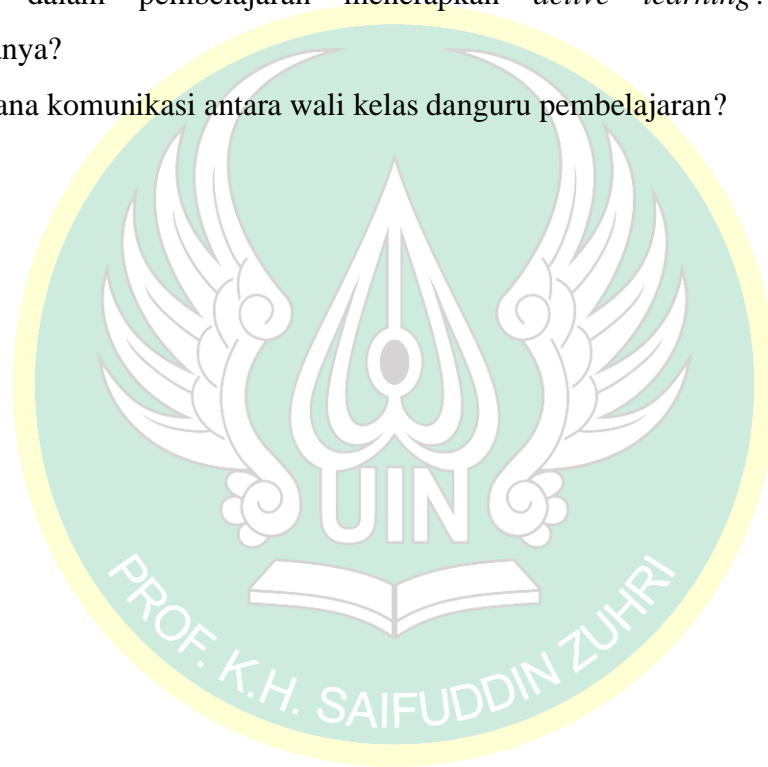 dalam pembelajaran menerapkan active learning?
anya?
ana komunikasi antara wali kelas danguru pembelajaran?
UIN
PROF. K.H. SAIFUDDIN ZUHRI